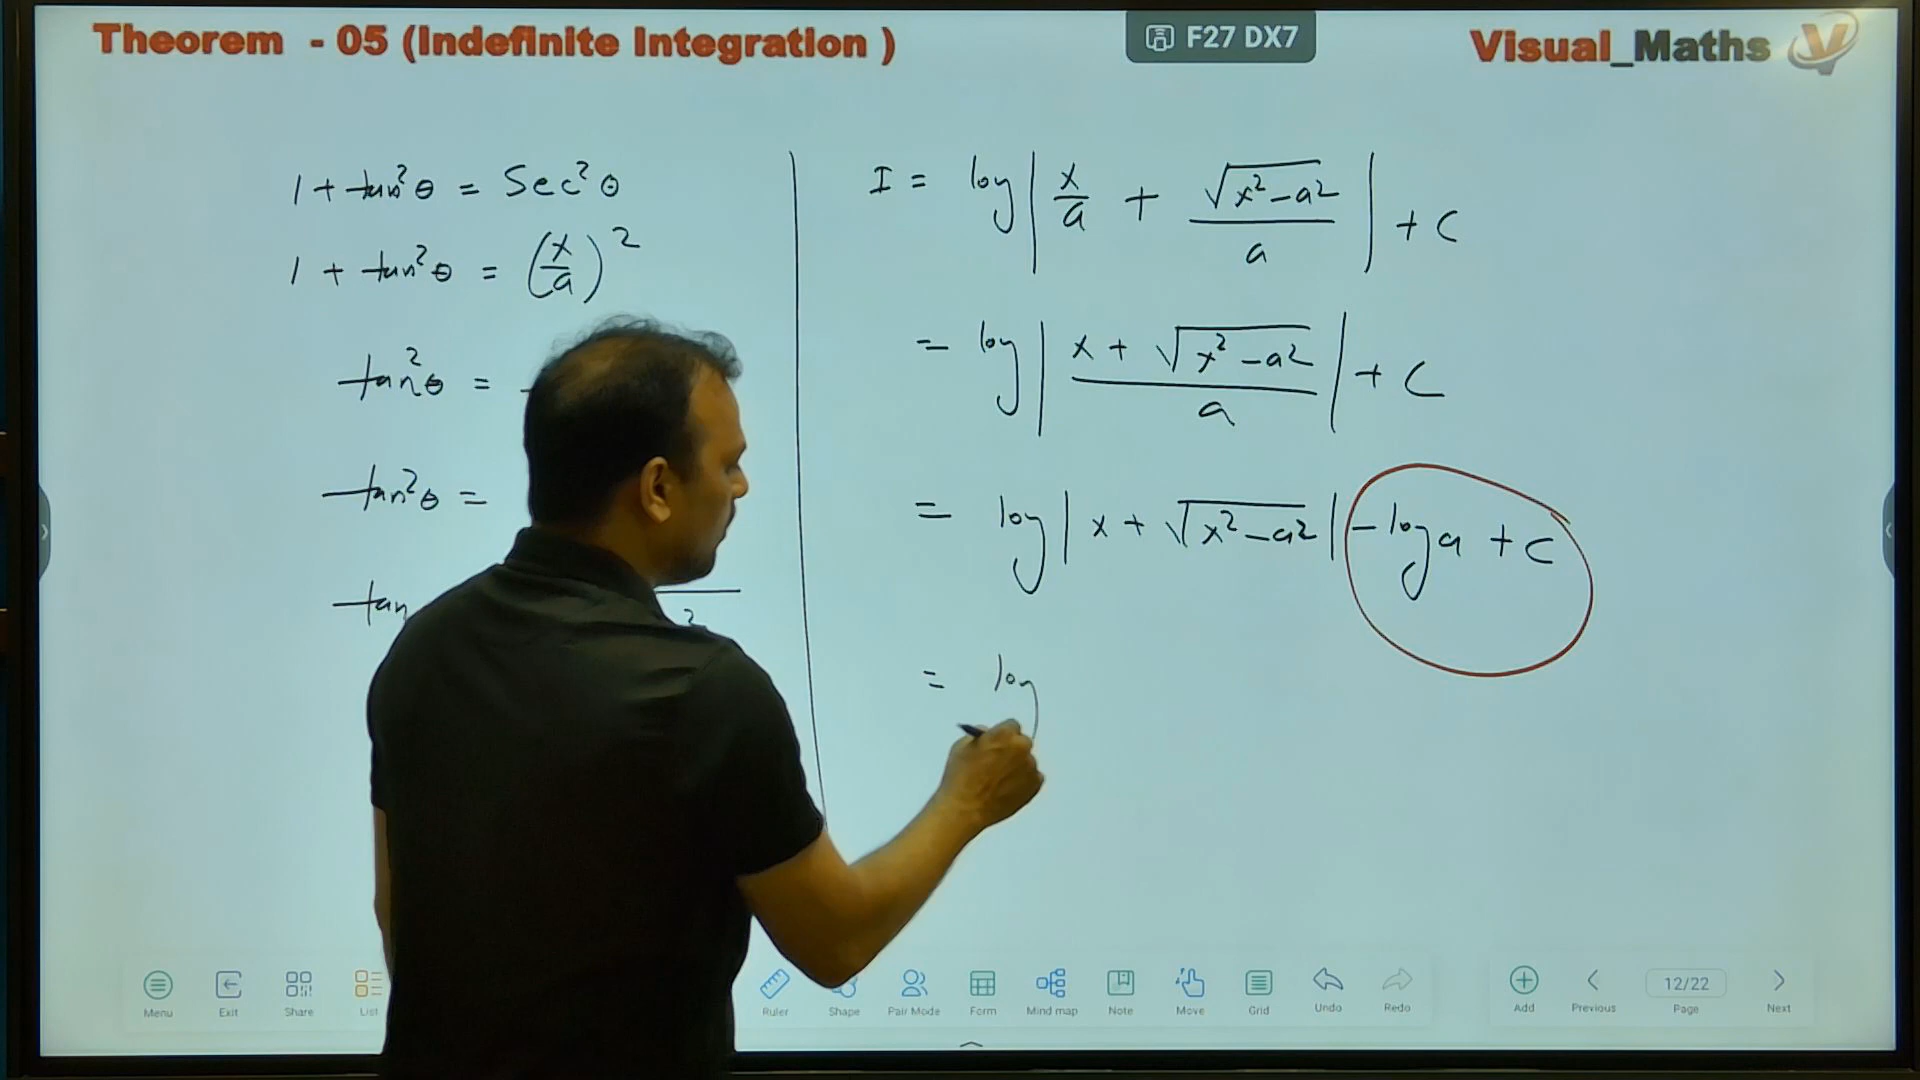 Theorem - 05 (Indefinite Integration )
F27 DX7
Visual_Maths
1 + tan²θ = Sec²θ
1 + tan²θ = (x/a)²
tan²θ =
tan²θ =
tan
2
I = log | x/a + √(x²-a²)/a | + c
= log | (x + √(x²-a²))/a | + c
= log | x + √(x²-a²) | - log a + c
= log
Menu
Exit
Share
List
Ruler
Shape
Pair Mode
Form
Mind map
Note
Move
Grid
Undo
Redo
Add
Previous
12/22
Page
Next